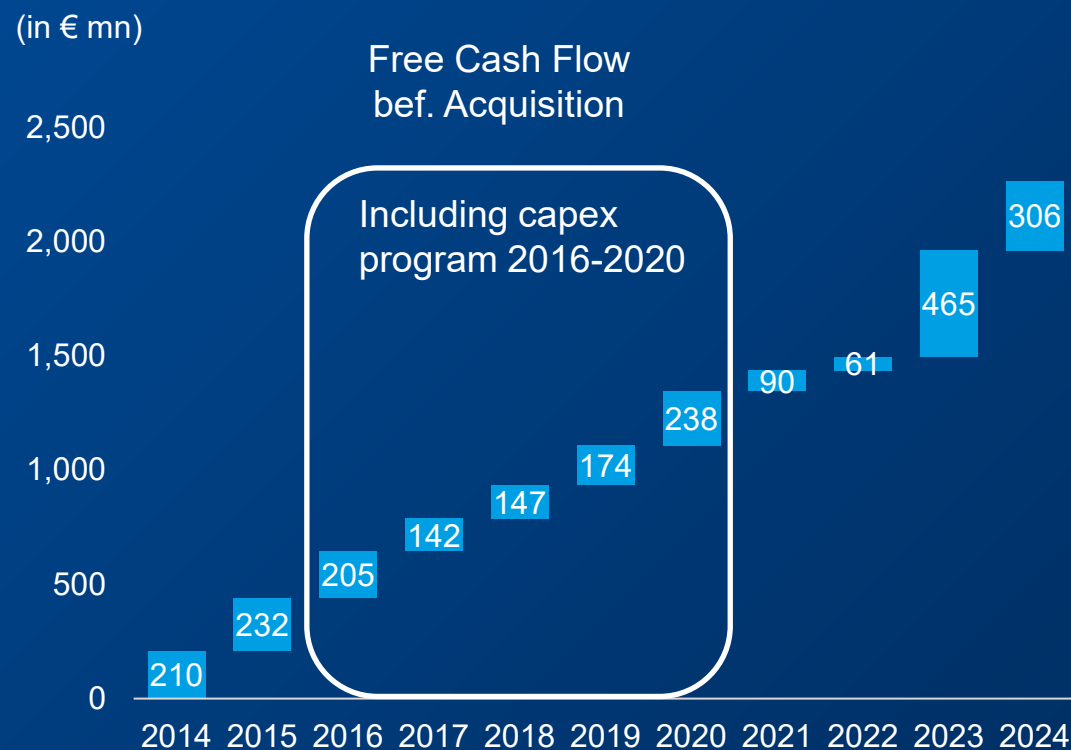 (in € mn)
Free Cash Flow
bef. Acquisition
2,500
Including capex
program 2016-2020
2,000
306
465
1,500
61
90
238
1,000
174
147
142
500
205
232
210
0
2014 2015 2016 2017 2018 2019 2020 2021 2022 2023 2024